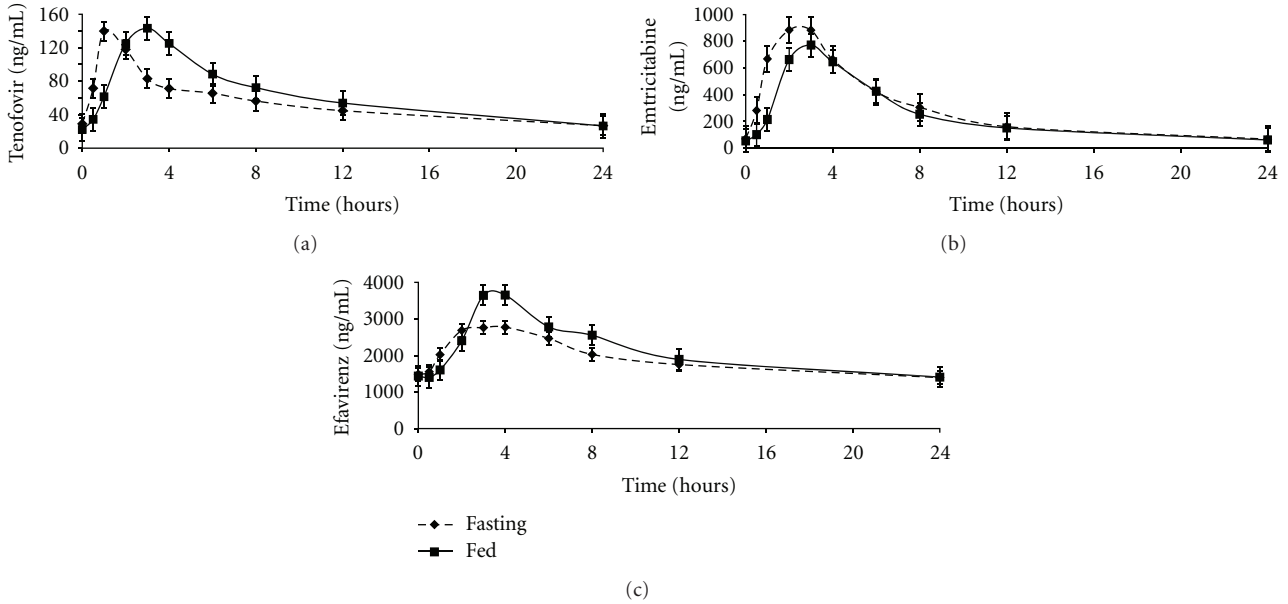 Tenofovir (ng/mL)
160
120
80
40
0
0 4 8 12 16 20 24
Time (hours)
(a)
Emtricitabine
(ng/mL)
1000
800
600
400
200
0
0 4 8 12 16 20 24
Time (hours)
(b)
Efavirenz (ng/mL)
4000
3000
2000
1000
0
0 4 8 12 16 20 24
Time (hours)
Fasting
Fed
(c)